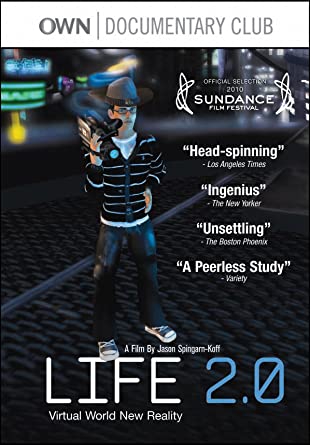 OWN | DOCUMENTARY CLUB
OFFICIAL SELECTION
2010
SUNDANCE
FILM FESTIVAL
“Head-spinning”
- Los Angeles Times
“Ingenius”
- The New Yorker
“Unsettling”
- The Boston Phoenix
“A Peerless Study”
- Variety
A Film By Jason Spingarn-Koff
LIFE 2.0
Virtual World New Reality